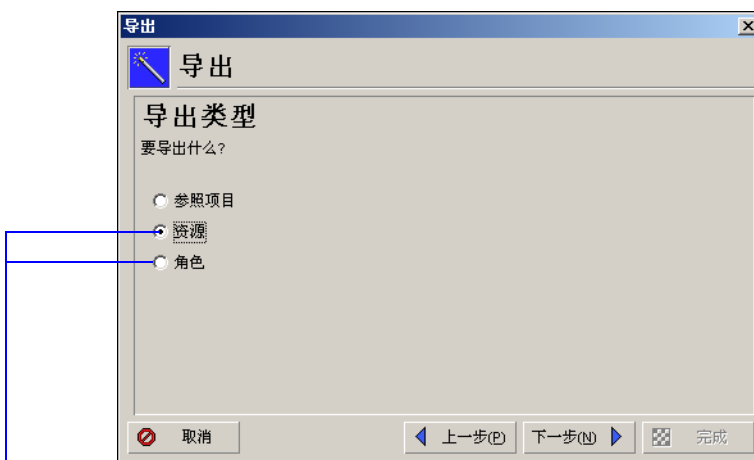 导出
导出
导出类型
要导出什么?
参照项目
资源
角色
取消 上一步(P) 下一步(N) 完成